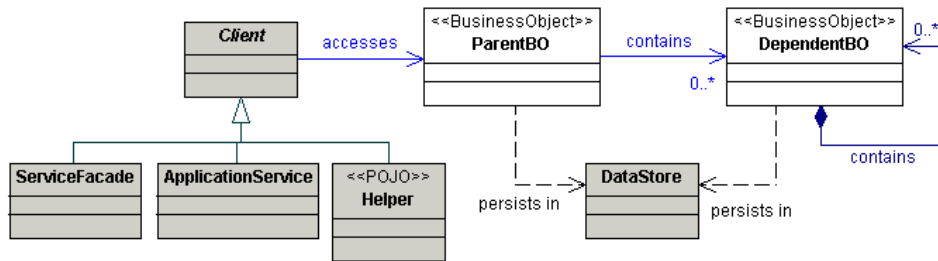 <<BusinessObject>>
ParentBO
<<BusinessObject>>
DependentBO
Client
accesses
contains
0..*
0..*
ServiceFacade
ApplicationService
<<POJO>>
Helper
DataStore
persists in
persists in
contains